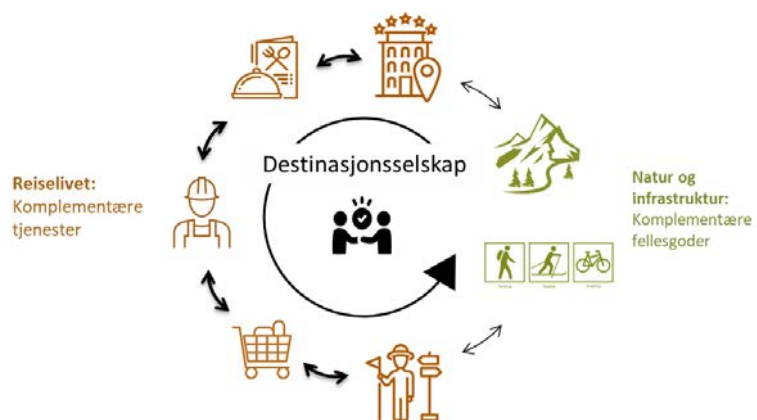 Destinasjonsselskap
Reiselivet:
Komplementære
tjenester
Natur og
infrastruktur:
Komplementære
fellesgoder